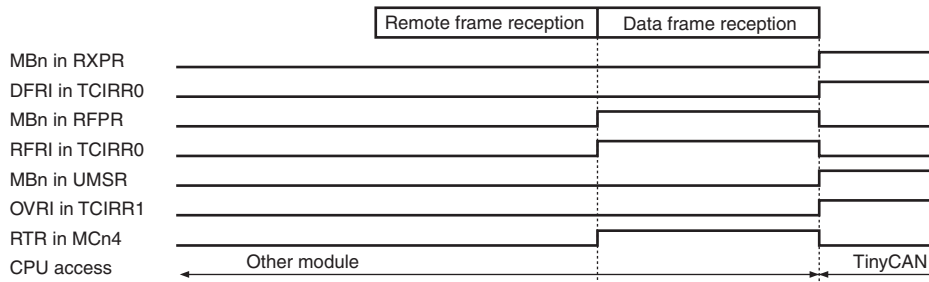 Remote frame reception Data frame reception
MBn in RXPR
DFRI in TCIRR0
MBn in RFPR
RFRI in TCIRR0
MBn in UMSR
OVRI in TCIRR1
RTR in MCn4
CPU access Other module TinyCAN